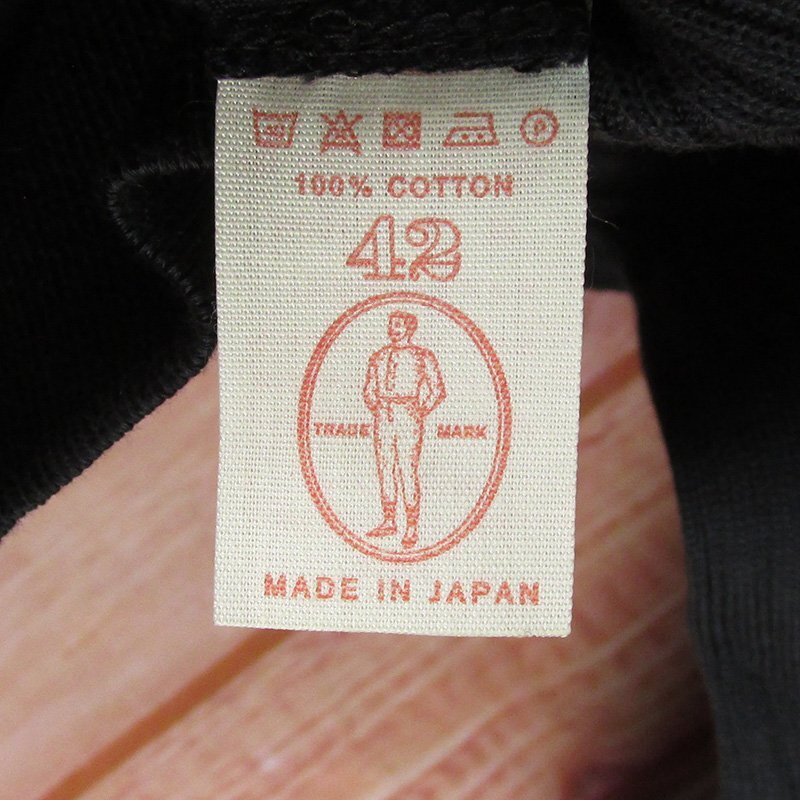 P
100% COTTON
42
TRADE MARK
MADE IN JAPAN